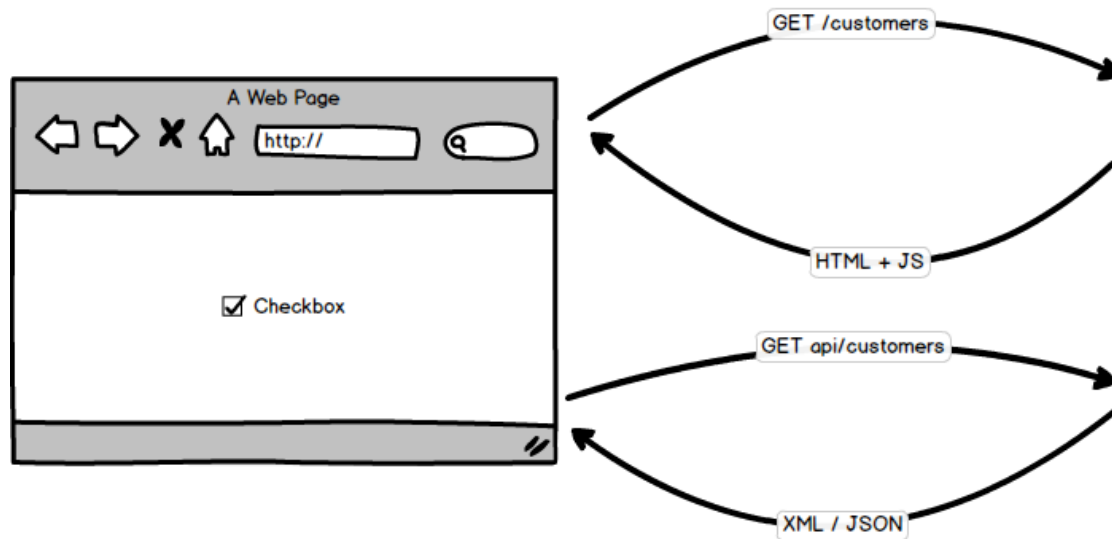 A Web Page
http://
Checkbox
GET /customers
HTML + JS
GET api/customers
XML / JSON